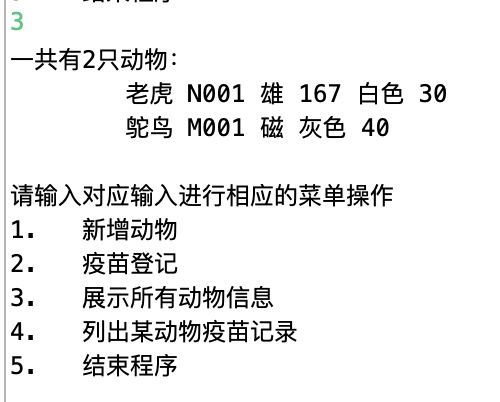 3
一共有2只动物：
老虎 N001 雄 167 白色 30
鸵鸟 M001 磁 灰色 40
请输入对应输入进行相应的菜单操作
1. 新增动物
2. 疫苗登记
3. 展示所有动物信息
4. 列出某动物疫苗记录
5. 结束程序